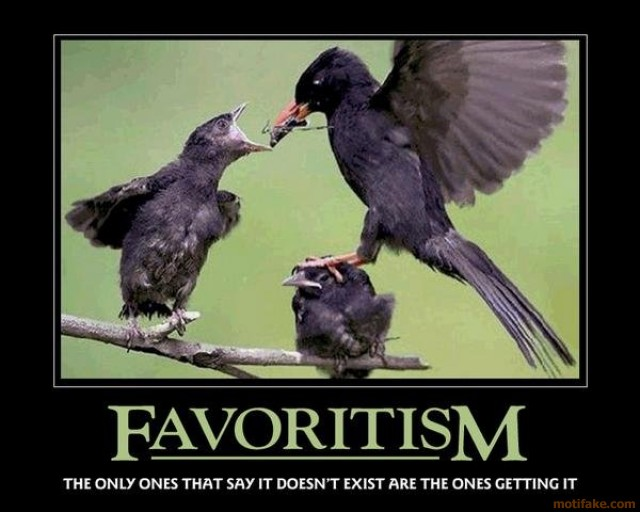 FAVORITISM
THE ONLY ONES THAT SAY IT DOESN'T EXIST ARE THE ONES GETTING IT
motifake.com